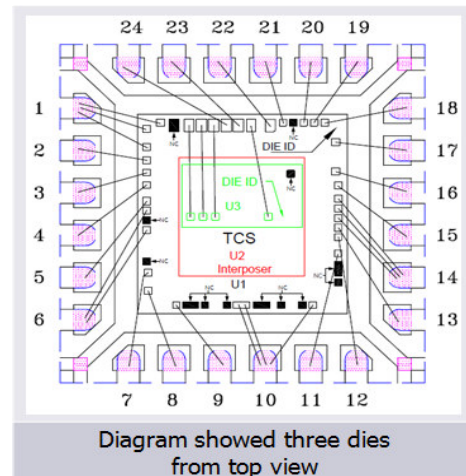 24 23 22 21 20 19
1 18
NC NC
DIE ID
2 17
NC
DIE ID
3 16
U3
4 NC TCS 15
U2
Interposer
5 NC U1 NC 14
NC NC
6 13
7 8 9 10 11 12
Diagram showed three dies
from top view